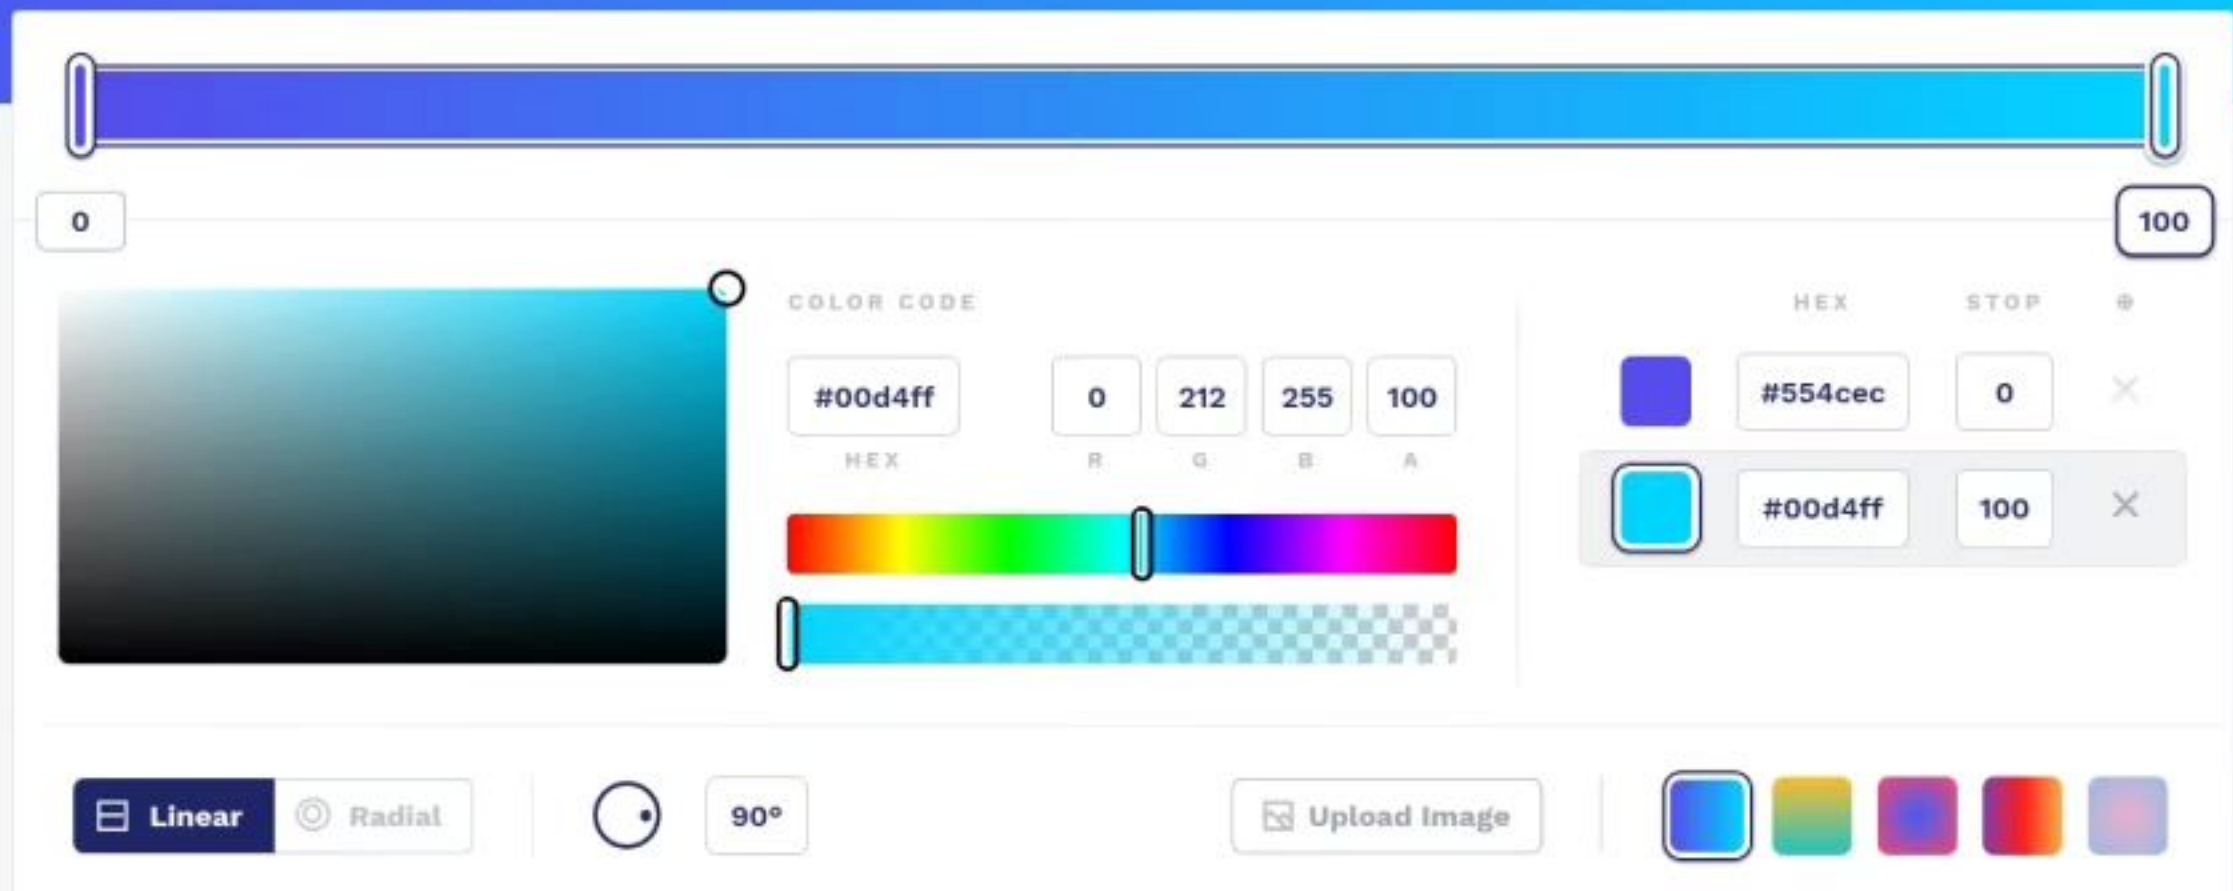 0
100
COLOR CODE
HEX STOP
#00d4ff 0 212 255 100
#554cec 0
HEX R G B A
#00d4ff 100
Linear Radial 90° Upload Image